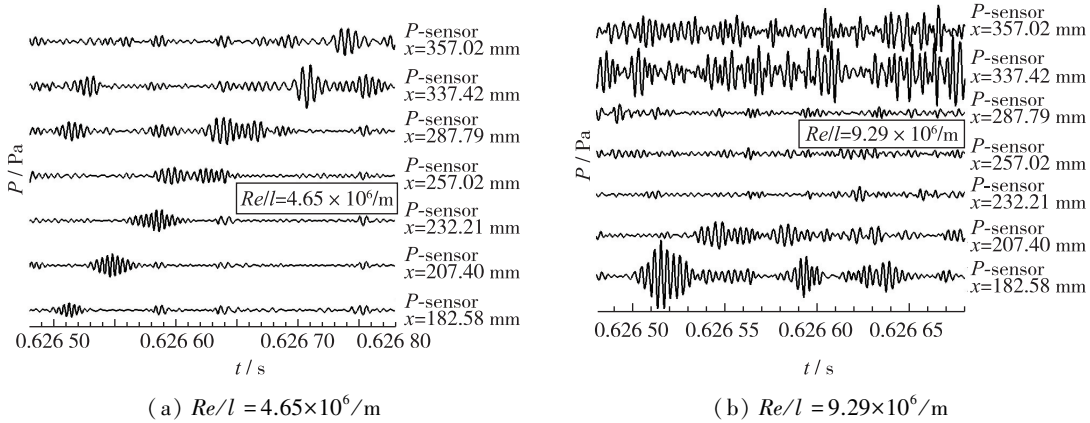 P-sensor
x=357.02 mm
P-sensor
x=337.42 mm
P-sensor
x=287.79 mm
P-sensor
x=257.02 mm
Re/l=4.65 × 10⁶/m
P-sensor
x=232.21 mm
P-sensor
x=207.40 mm
P-sensor
x=182.58 mm
P / Pa
0.626 50 0.626 60 0.626 70 0.626 80
t / s
(a) Re/l =4.65×10⁶/m
P-sensor
x=357.02 mm
P-sensor
x=337.42 mm
P-sensor
x=287.79 mm
Re/l=9.29 × 10⁶/m
P-sensor
x=257.02 mm
P-sensor
x=232.21 mm
P-sensor
x=207.40 mm
P-sensor
x=182.58 mm
P / Pa
0.626 50 0.626 55 0.626 60 0.626 65
t / s
(b) Re/l =9.29×10⁶/m